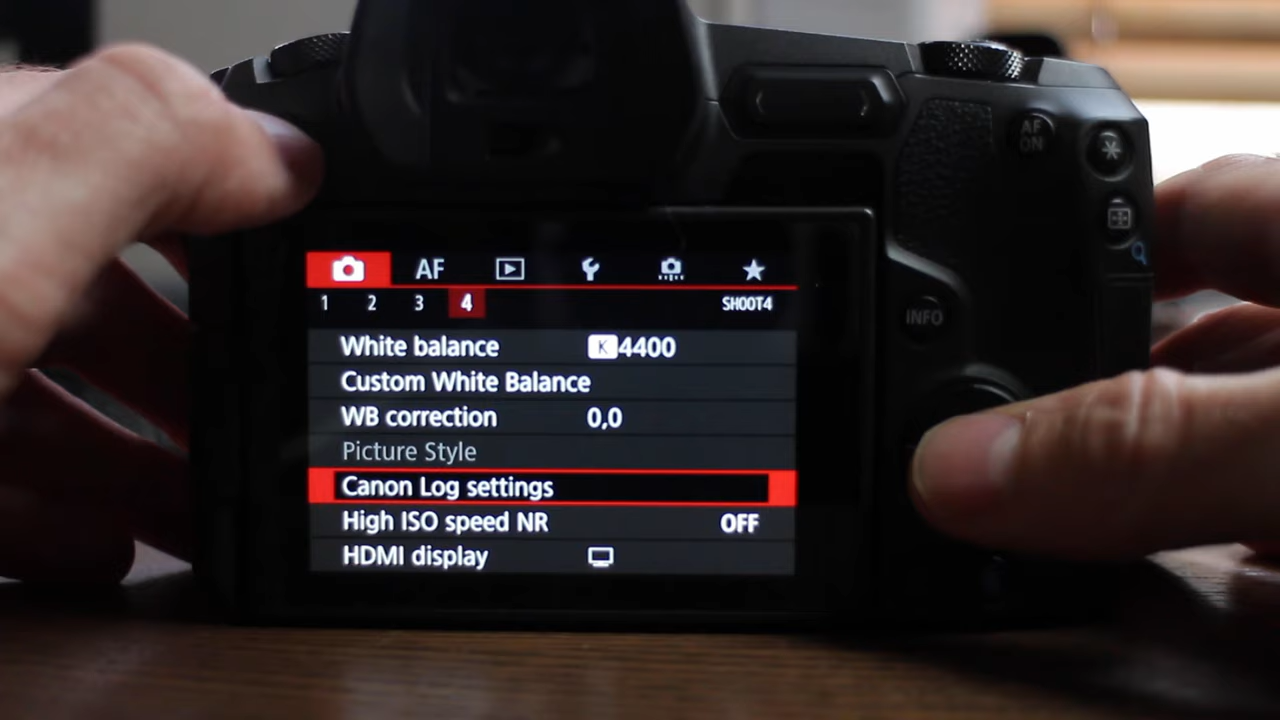 AF
ON
AF
1 2 3 4 SHOOT4
White balance K 4400
Custom White Balance
WB correction 0,0
Picture Style
Canon Log settings
High ISO speed NR OFF
HDMI display
INFO